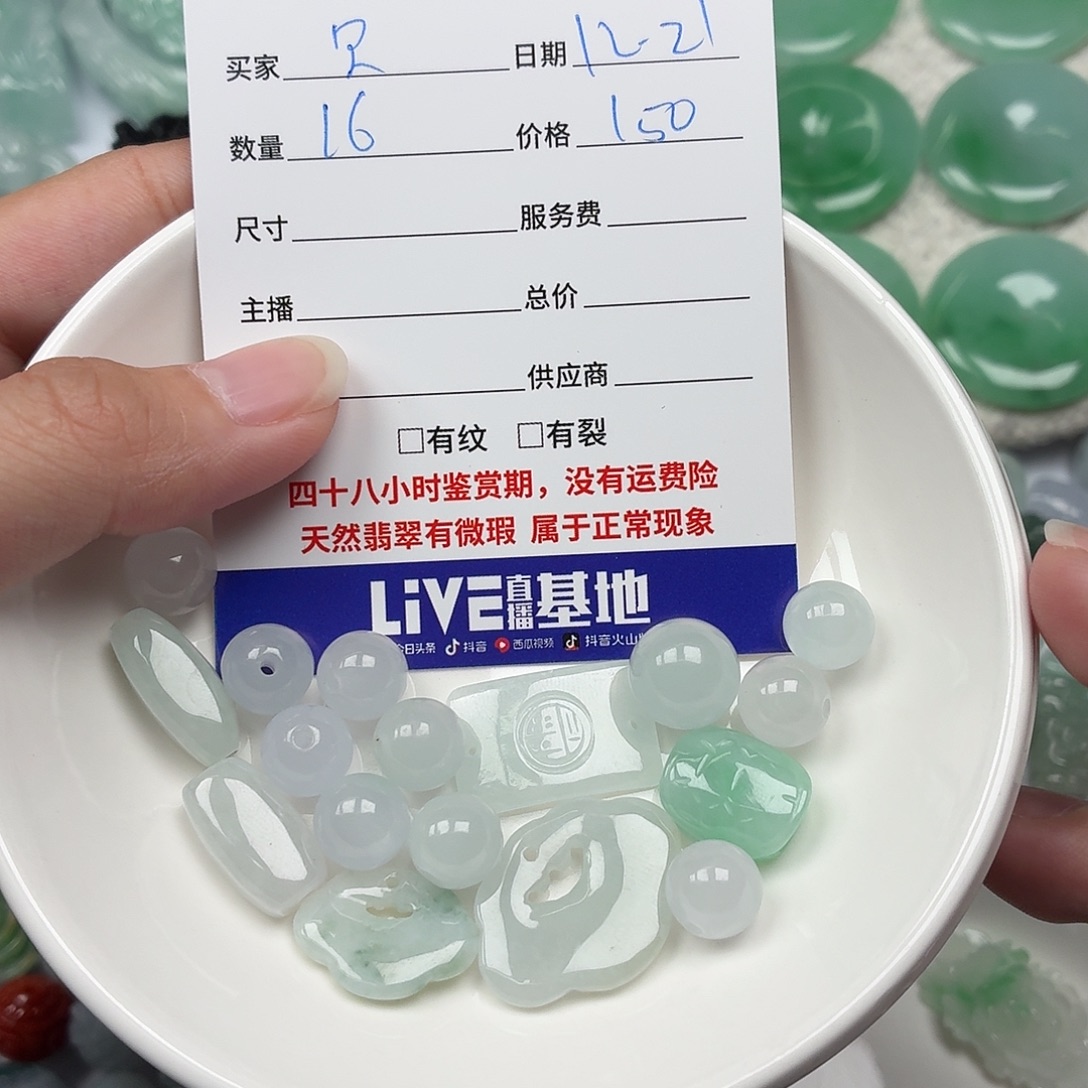 买家 日期 12-21
数量 16 价格 150
尺寸 服务费
主播 总价
供应商
□有纹 □有裂
四十八小时鉴赏期，没有运费险
天然翡翠有微瑕 属于正常现象
LiVE直播基地
今日头条 抖音 西瓜视频 抖音火山